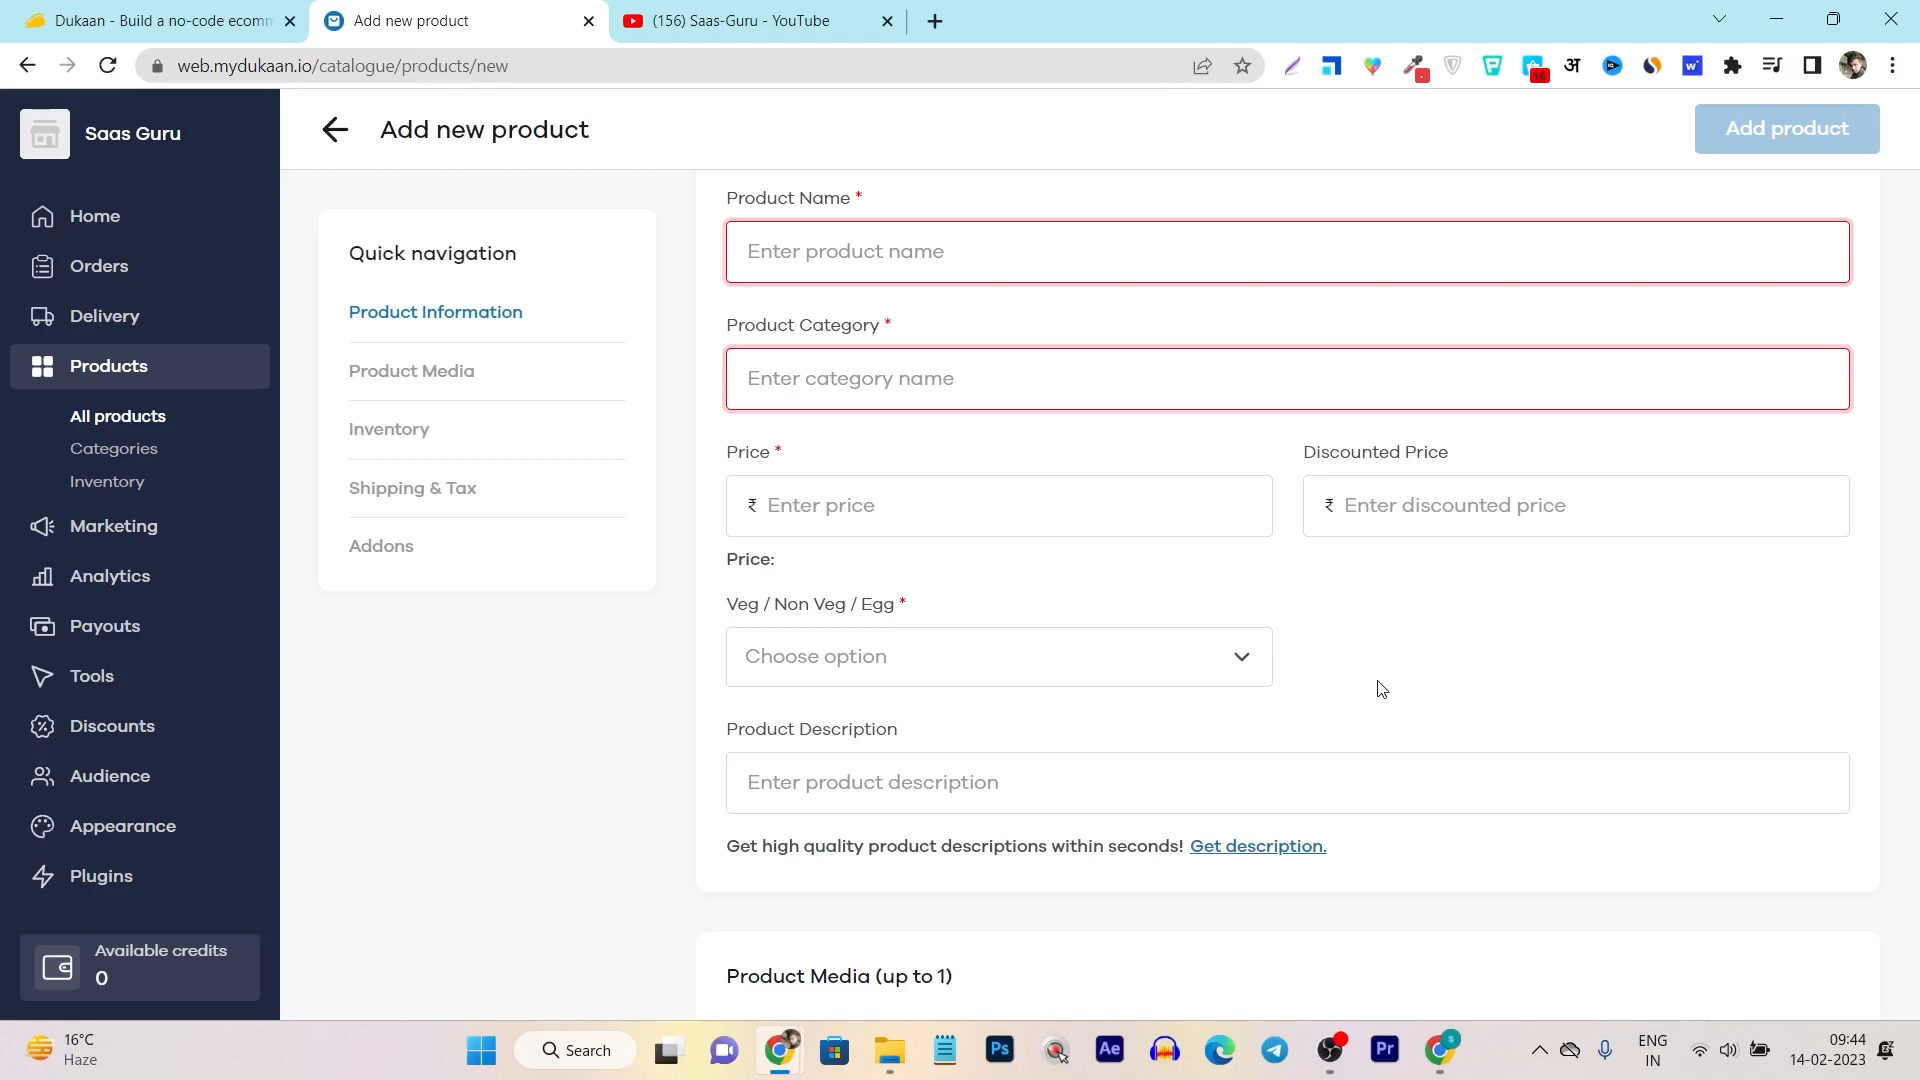 Dukaan - Build a no-code ecomm
Add new product
(156) Saas-Guru - YouTube
web.mydukaan.io/catalogue/products/new
Saas Guru
Add new product
Add product
Home
Orders
Delivery
Products
All products
Categories
Inventory
Marketing
Analytics
Payouts
Tools
Discounts
Audience
Appearance
Plugins
Available credits
0
Quick navigation
Product Information
Product Media
Inventory
Shipping & Tax
Addons
Product Name *
Enter product name
Product Category *
Enter category name
Price *
Discounted Price
₹ Enter price
₹ Enter discounted price
Price:
Veg / Non Veg / Egg *
Choose option
Product Description
Enter product description
Get high quality product descriptions within seconds! Get description.
Product Media (up to 1)
16°C
Haze
Search
Ps
Ae
Pr
ENG
IN
09:44
14-02-2023